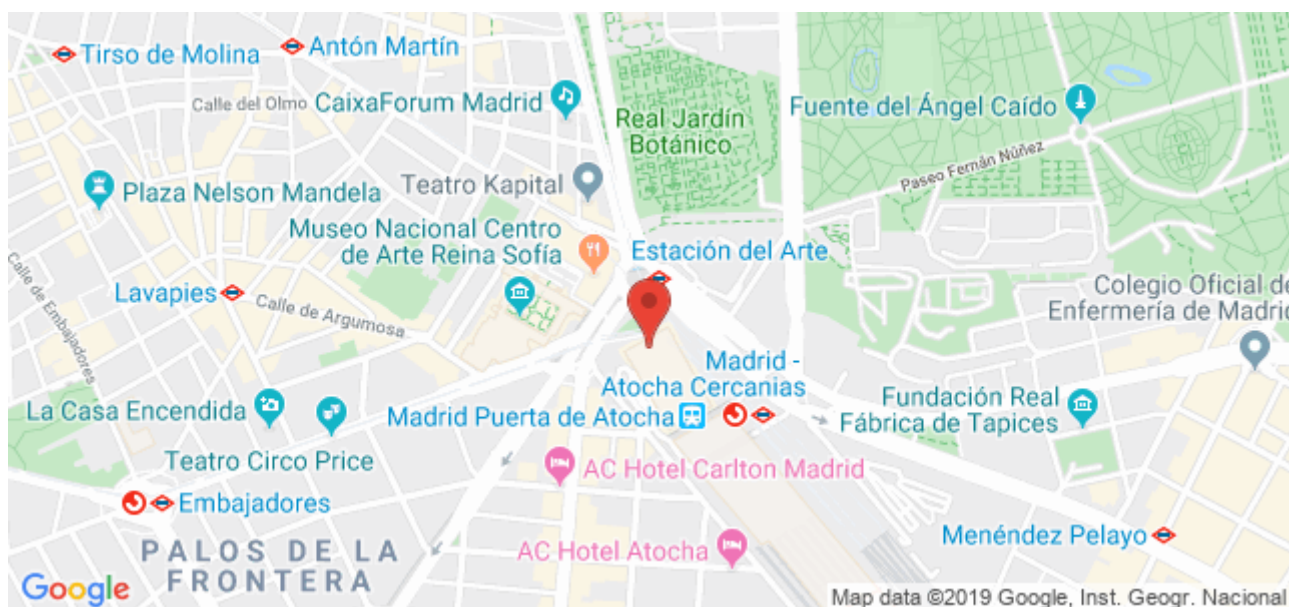 Tirso de Molina
Antón Martín
Calle del Olmo
CaixaForum Madrid
Real Jardín
Botánico
Fuente del Ángel Caído
Paseo Fernán Núñez
Plaza Nelson Mandela
Teatro Kapital
Museo Nacional Centro
de Arte Reina Sofía
Estación del Arte
Calle de Embajadores
Lavapies
Calle de Argumosa
Colegio Oficial de
Enfermería de Madrid
Madrid -
Atocha Cercanias
La Casa Encendida
Madrid Puerta de Atocha
Fundación Real
Fábrica de Tapices
Teatro Circo Price
AC Hotel Carlton Madrid
Embajadores
Menéndez Pelayo
AC Hotel Atocha
PALOS DE LA
FRONTERA
Google
Map data ©2019 Google, Inst. Geogr. Nacional